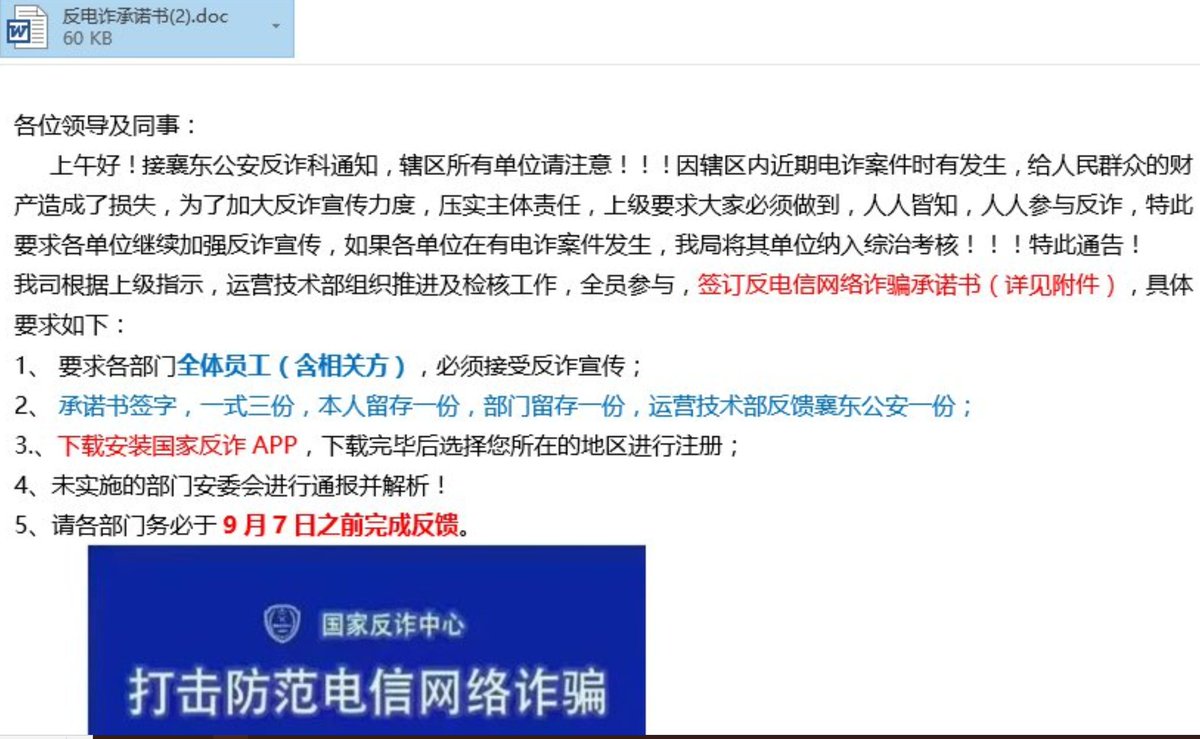 反电诈承诺书(2).doc
60 KB
各位领导及同事：
上午好！接襄东公安反诈科通知，辖区所有单位请注意！！！因辖区内近期电诈案件时有发生，给人民群众的财
产造成了损失，为了加大反诈宣传力度，压实主体责任，上级要求大家必须做到，人人皆知，人人参与反诈，特此
要求各单位继续加强反诈宣传，如果各单位在有电诈案件发生，我局将其单位纳入综治考核！！！特此通告！
我司根据上级指示，运营技术部组织推进及检核工作，全员参与，签订反电信网络诈骗承诺书（详见附件），具体
要求如下：
1、 要求各部门全体员工（含相关方），必须接受反诈宣传；
2、 承诺书签字，一式三份，本人留存一份，部门留存一份，运营技术部反馈襄东公安一份；
3.、下载安装国家反诈 APP，下载完毕后选择您所在的地区进行注册；
4、未实施的部门安委会进行通报并解析！
5、请各部门务必于 9 月 7 日之前完成反馈。
国家反诈中心
打击防范电信网络诈骗